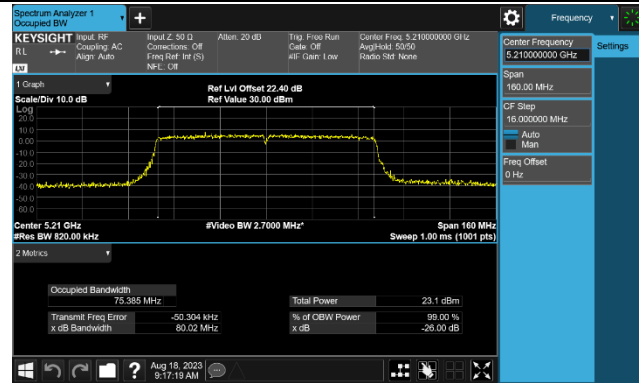 Spectrum Analyzer 1
Occupied BW
Frequency
KEYSIGHT
RL
LXI
Input: RF
Coupling: AC
Align: Auto
Input Z: 50 Ω
Corrections: Off
Freq Ref: Int (S)
NFE: Off
Atten: 20 dB
Trig: Free Run
Gate: Off
#IF Gain: Low
Center Freq: 5.210000000 GHz
Avg|Hold: 50/50
Radio Std: None
Center Frequency
5.210000000 GHz
Settings
Span
160.00 MHz
CF Step
16.000000 MHz
Auto
Man
Freq Offset
0 Hz
1 Graph
Scale/Div 10.0 dB
Ref Lvl Offset 22.40 dB
Ref Value 30.00 dBm
Log
20.0
10.0
0.00
-10.0
-20.0
-30.0
-40.0
-50.0
-60.0
Center 5.21 GHz
#Res BW 820.00 kHz
#Video BW 2.7000 MHz*
Span 160 MHz
Sweep 1.00 ms (1001 pts)
2 Metrics
Occupied Bandwidth
75.385 MHz
Total Power 23.1 dBm
Transmit Freq Error -50.304 kHz
% of OBW Power 99.00 %
x dB Bandwidth 80.02 MHz
x dB -26.00 dB
Aug 18, 2023
9:17:19 AM